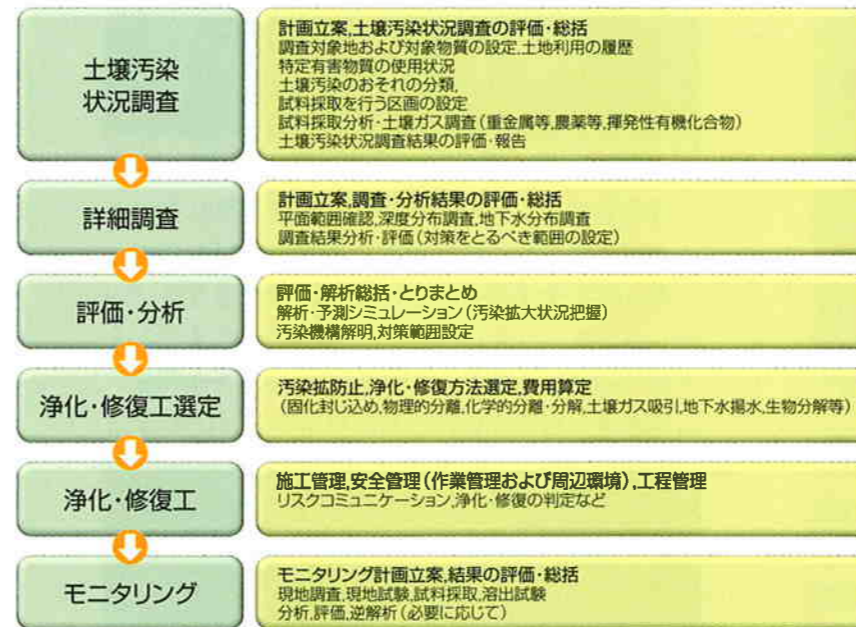 土壌汚染
状況調査
計画立案,土壌汚染状況調査の評価・総括
調査対象地および対象物質の設定,土地利用の履歴
特定有害物質の使用状況
土壌汚染のおそれの分類,
試料採取を行う区画の設定
試料採取分析・土壌ガス調査(重金属等,農薬等,揮発性有機化合物)
土壌汚染状況調査結果の評価・報告
詳細調査
計画立案,調査・分析結果の評価・総括
平面範囲確認,深度分布調査,地下水分布調査
調査結果分析・評価(対策をとるべき範囲の設定)
評価・分析
評価・解析総括・とりまとめ
解析・予測シミュレーション(汚染拡大状況把握)
汚染機構解明,対策範囲設定
浄化・修復工選定
汚染拡防止,浄化・修復方法選定,費用算定
(固化封じ込め,物理的分離,化学的分離・分解,土壌ガス吸引,地下水揚水,生物分解等)
浄化・修復工
施工管理,安全管理(作業管理および周辺環境),工程管理
リスクコミュニケーション,浄化・修復の判定など
モニタリング
モニタリング計画立案,結果の評価・総括
現地調査,現地試験,試料採取,溶出試験
分析,評価,逆解析(必要に応じて)